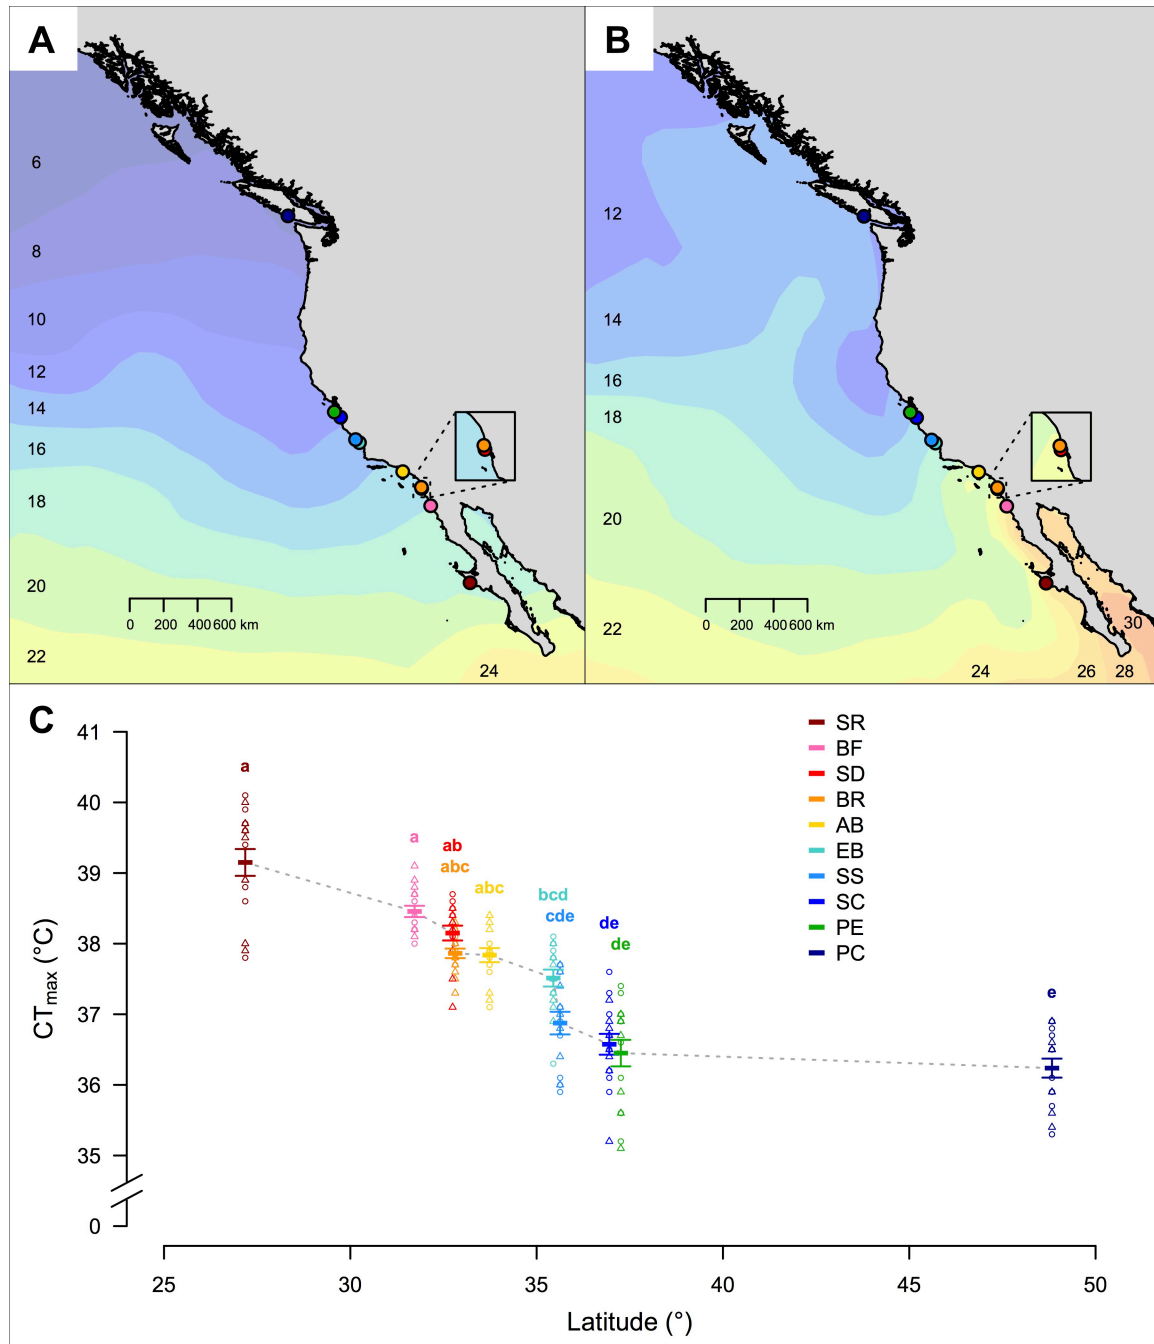 A
B
6
8
10
12
14
16
18
20
22
24
0 200 400 600 km
12
14
16
18
20
22
24
26
28
30
0 200 400 600 km
C
CTmax (°C)
41
40
39
38
37
36
35
0
a
a
ab
abc
abc
bcd
cde
de
de
e
SR
BF
SD
BR
AB
EB
SS
SC
PE
PC
25 30 35 40 45 50
Latitude (°)